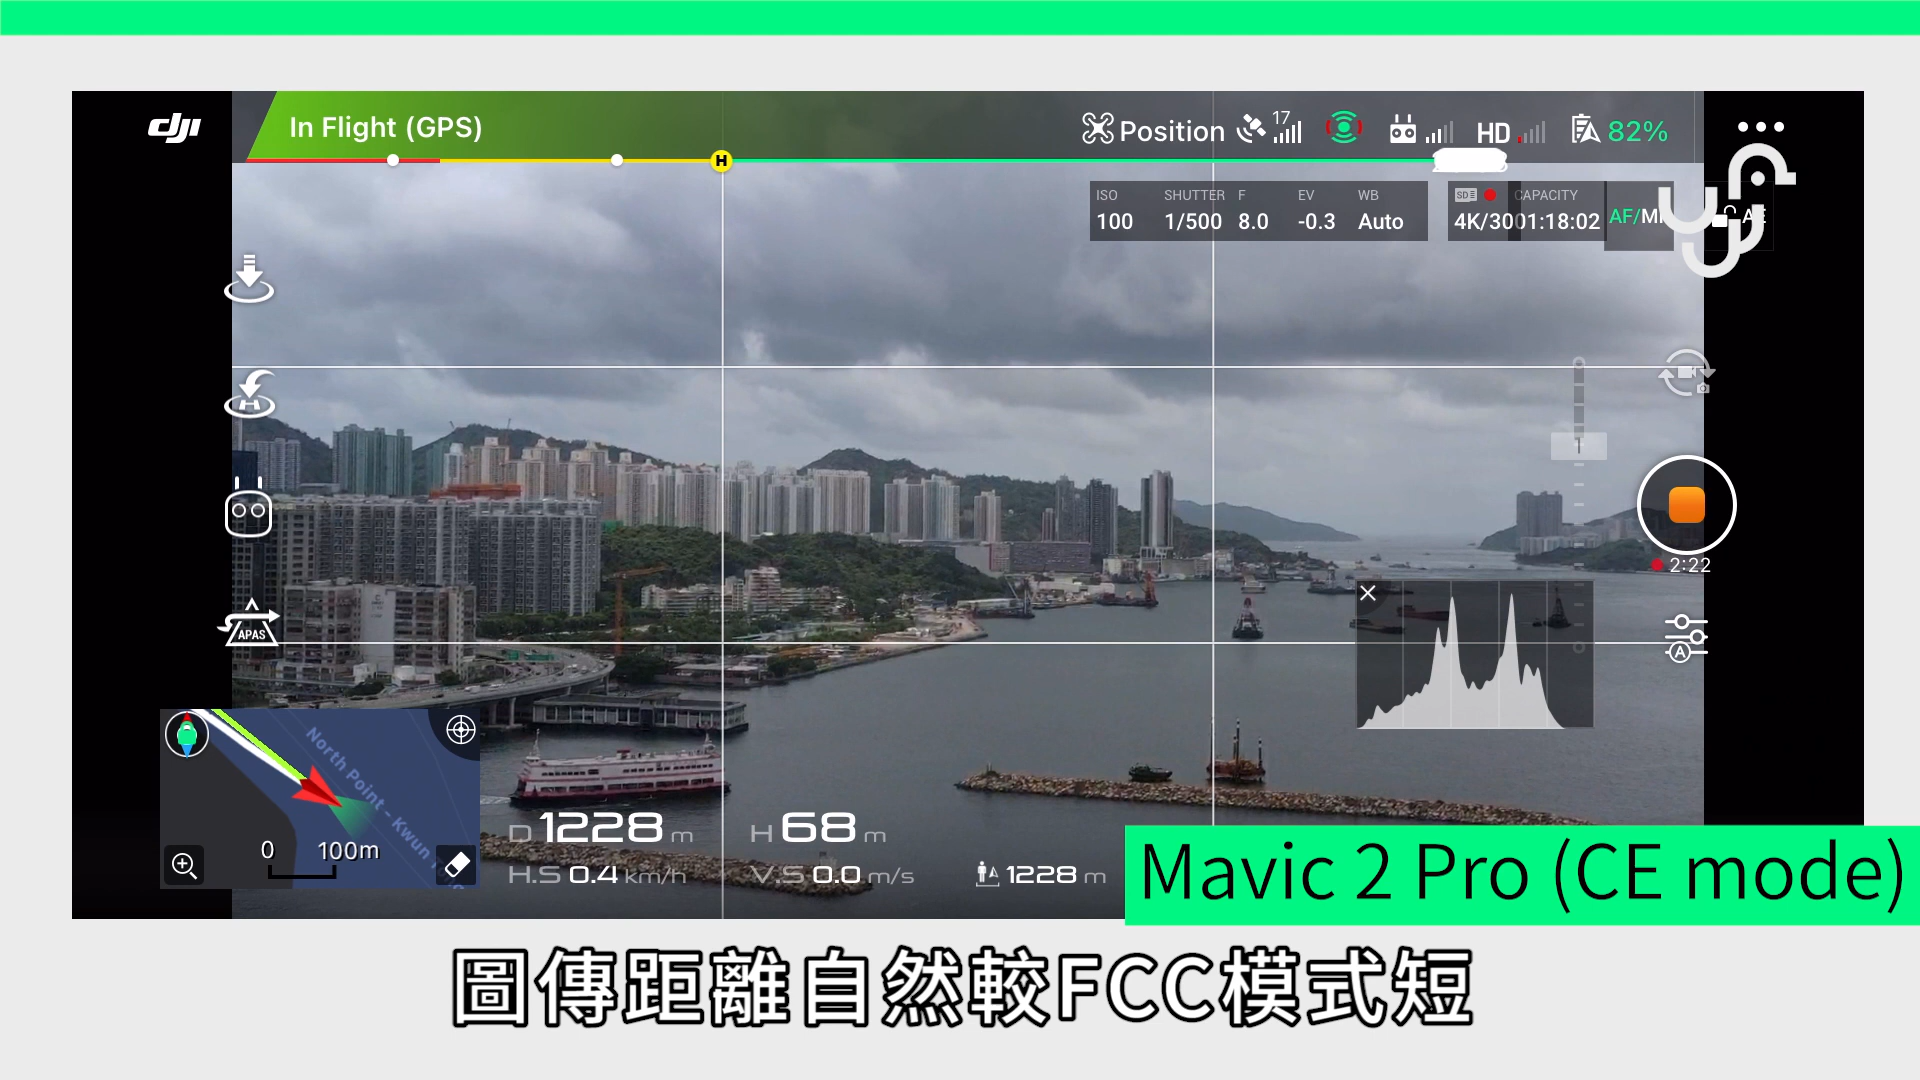 dji
In Flight (GPS)
Position 17 HD 82%
H
ISO SHUTTER F EV WB
100 1/500 8.0 -0.3 Auto
SD CAPACITY
4K/30 01:18:02
AF/M
2:22
A
APAS
North Point - Kwun T
0 100m
D 1228 m H 68 m
H.S 0.4 km/h V.S 0.0 m/s 1228 m
Mavic 2 Pro (CE mode)
圖傳距離自然較FCC模式短